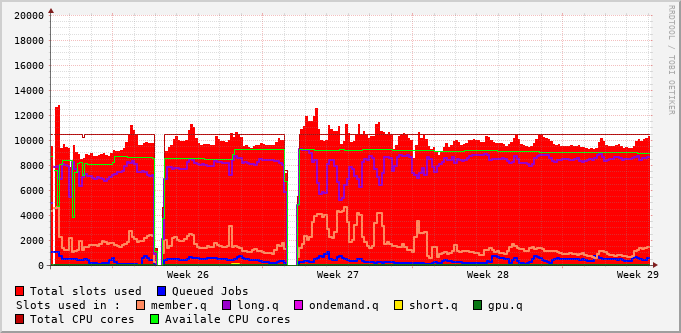 20000
18000
16000
14000
12000
10000
8000
6000
4000
2000
0
Week 26 Week 27 Week 28 Week 29
Total slots used Queued Jobs
Slots used in : member.q long.q ondemand.q short.q gpu.q
Total CPU cores Availale CPU cores
RRDTOOL / TOBI OETIKER